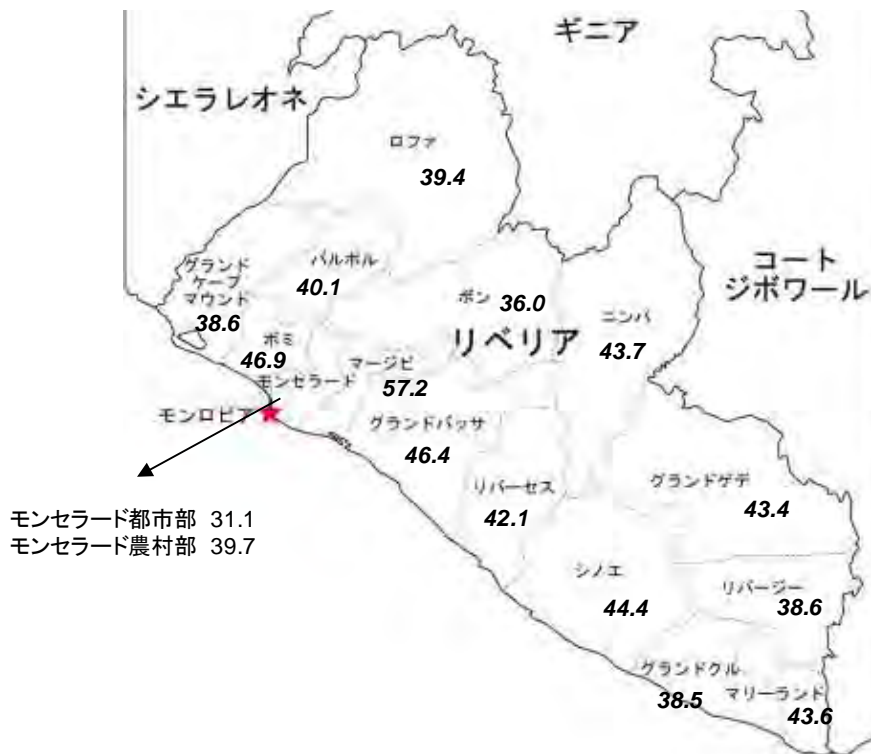 ギニア
シエラレオネ
ロファ
39.4
コート
ジボワール
グランド
ケープ
マウンド
38.6
バルボル
40.1
ボン
36.0
ニンバ
43.7
リベリア
ボミ
46.9
モンセラード
マージビ
57.2
モンロビア
グランドバッサ
46.4
リバーセス
42.1
グランドゲデ
43.4
モンセラード都市部 31.1
モンセラード農村部 39.7
シノエ
44.4
リバージー
38.6
グランドクル
38.5
マリーランド
43.6